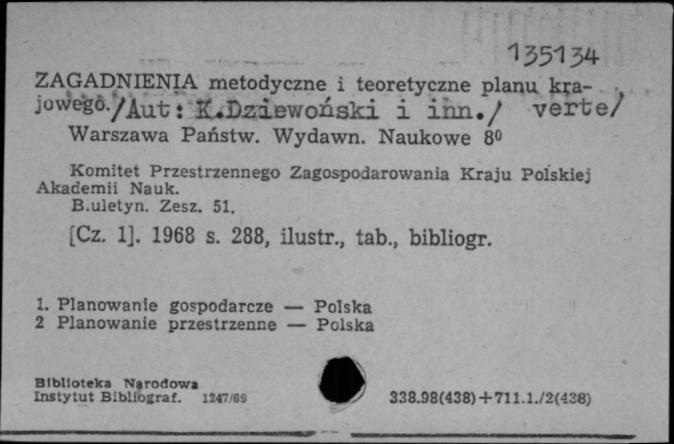 135134
ZAGADNIENIA metodyczne i teoretyczne planu kra-
jowego./Aut: K.Dziewoński i inn./ verte/
Warszawa Państw. Wydawn. Naukowe 8⁰
Komitet Przestrzennego Zagospodarowania Kraju Polskiej
Akademii Nauk.
B.uletyn. Zesz. 51.
[Cz. 1]. 1968 s. 288, ilustr., tab., bibliogr.
1. Planowanie gospodarcze — Polska
2 Planowanie przestrzenne — Polska
Biblioteka Narodowa
Instytut Bibliograf. 1247/69 338.98(438)+711.1./2(438)